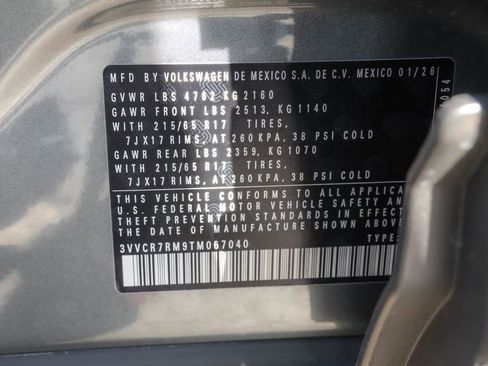 MFD BY VOLKSWAGEN DE MEXICO S.A. DE C.V. MEXICO 01/26
GVWR LBS 4762 KG 2160
GAWR FRONT LBS 2513, KG 1140
WITH 215/65 R17 TIRES,
7JX17 RIMS, AT 260 KPA, 38 PSI COLD
GAWR REAR LBS 2359, KG 1070
WITH 215/65 R17 TIRES,
7JX17 RIMS, AT 260 KPA, 38 PSI COLD
THIS VEHICLE CONFORMS TO ALL APPLICA
U.S. FEDERAL MOTOR VEHICLE SAFETY AN
THEFT PREVENTION STANDARDS IN EFFECT
THE DATE OF MANUFACTURE SHOWN ABOVE
3VVCR7RM9TM067040 TYPE:
054